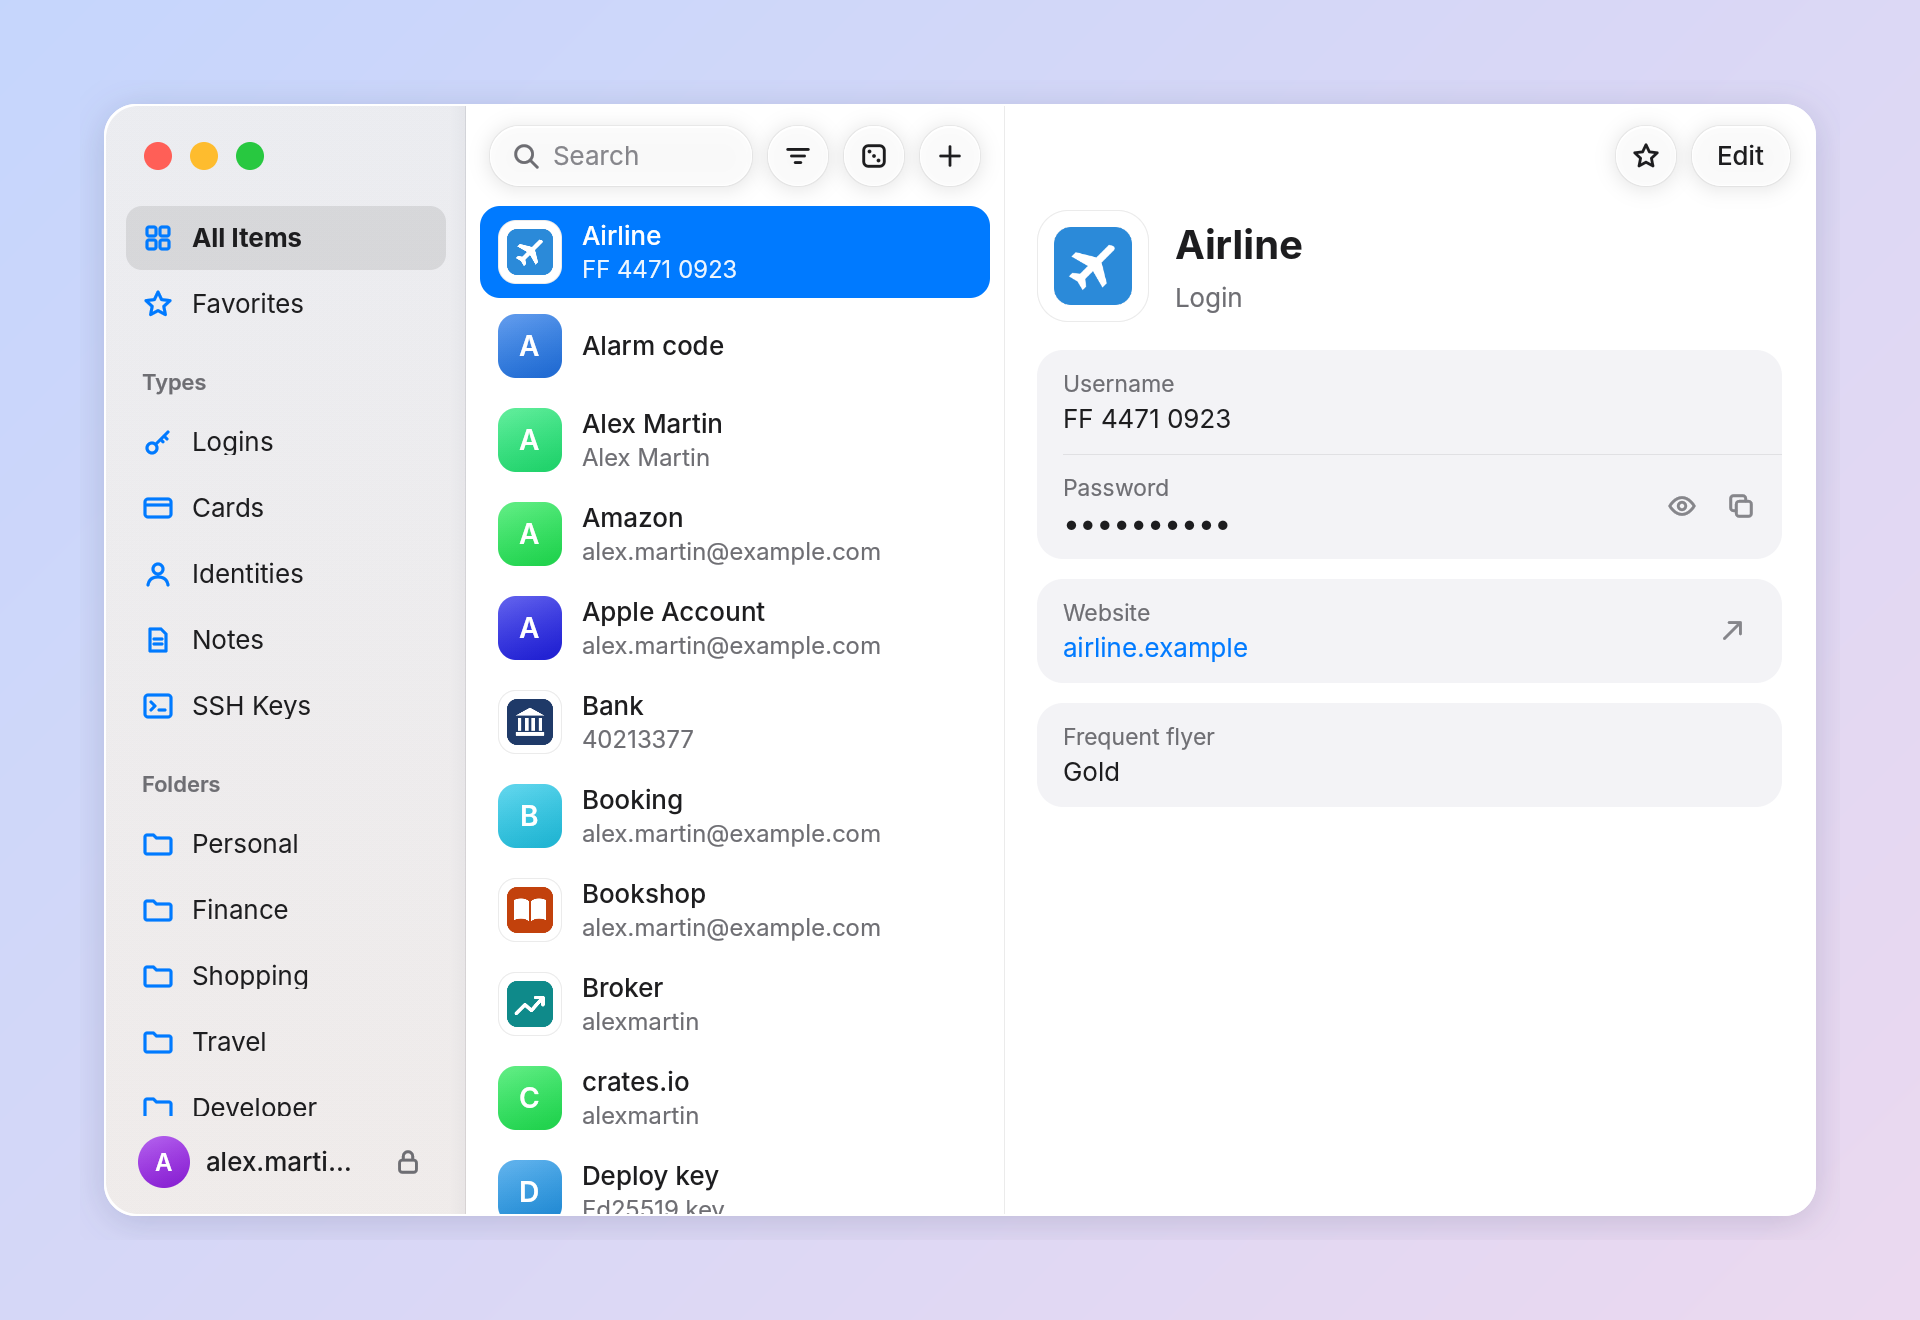 All Items
Favorites
Types
Logins
Cards
Identities
Notes
SSH Keys
Folders
Personal
Finance
Shopping
Travel
Developer
A
alex.marti...
Search
Airline
FF 4471 0923
A
Alarm code
A
Alex Martin
Alex Martin
A
Amazon
alex.martin@example.com
A
Apple Account
alex.martin@example.com
Bank
40213377
B
Booking
alex.martin@example.com
Bookshop
alex.martin@example.com
Broker
alexmartin
C
crates.io
alexmartin
D
Deploy key
Ed25519 key
Edit
Airline
Login
Username
FF 4471 0923
Password
••••••••••
Website
airline.example
Frequent flyer
Gold